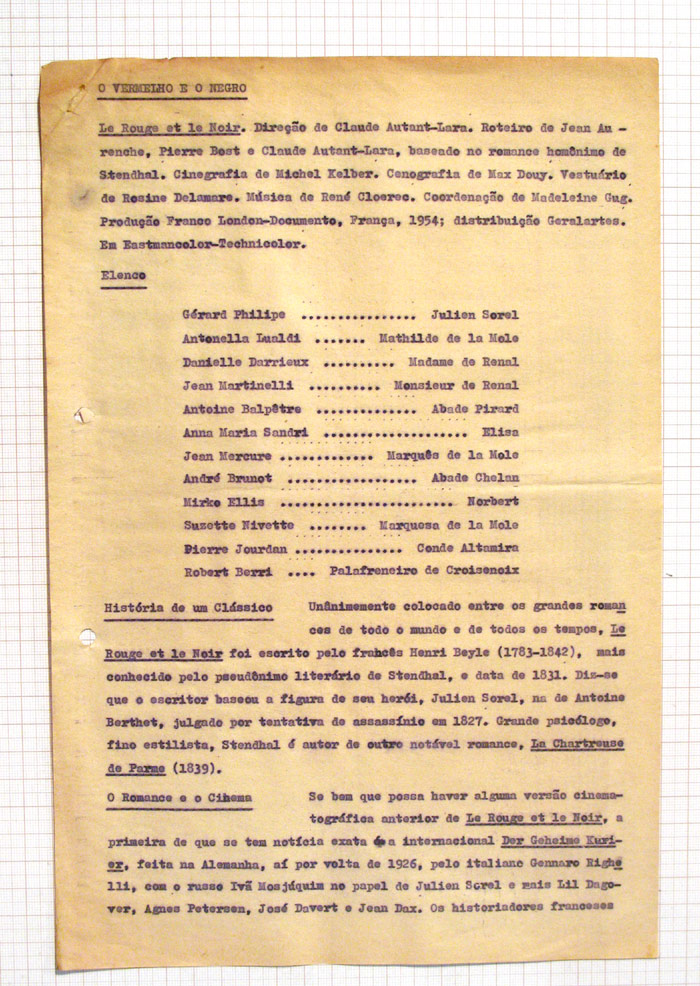 O VERMELHO E O NEGRO
Le Rouge et le Noir. Direção de Claude Autant-Lara. Roteiro de Jean Au -
renche, Pierre Bost e Claude Autant-Lara, baseado no romance homônimo de
Stendhal. Cinegrafia de Michel Kelber. Cenografia de Max Douy. Vestuário
de Rosine Delamare. Música de René Cloerec. Coordenação de Madeleine Gug.
Produção Franco London-Documento, França, 1954; distribuição Geralartes.
Em Eastmancolor-Technicolor.
Elenco
Gérard Philipe ................ Julien Sorel
Antonella Lualdi ....... Mathilde de la Mole
Danielle Darrieux .......... Madame de Renal
Jean Martinelli .......... Monsieur de Renal
Antoine Balpêtre .............. Abade Pirard
Anna Maria Sandri .................... Elisa
Jean Mercure ............. Marquês de la Mole
André Brunot .................. Abade Chelan
Mirko Ellis ........................ Norbert
Suzette Nivette ........ Marquesa de la Mole
Pierre Jourdan ............... Conde Altamira
Robert Berri .... Palafreneiro de Croisenoix
História de um Clássico Unânimemente colocado entre os grandes roman
ces de todo o mundo e de todos os tempos, Le
Rouge et le Noir foi escrito pelo francês Henri Beyle (1783-1842), mais
conhecido pelo pseudônimo literário de Stendhal, e data de 1831. Diz-se
que o escritor baseou a figura de seu herói, Julien Sorel, na de Antoine
Berthet, julgado por tentativa de assassínio em 1827. Grande psicólogo,
fino estilista, Stendhal é autor de outro notável romance, La Chartreuse
de Parme (1839).
O Romance e o Cinema Se bem que possa haver alguma versão cinema-
tográfica anterior de Le Rouge et le Noir, a
primeira de que se tem notícia exata é a internacional Der Geheime Kuri-
er, feita na Alemanha, aí por volta de 1926, pelo italiano Gennaro Righe
lli, com o russo Ivã Mosjúquim no papel de Julien Sorel e mais Lil Dago-
ver, Agnes Petersen, José Davert e Jean Dax. Os historiadores franceses